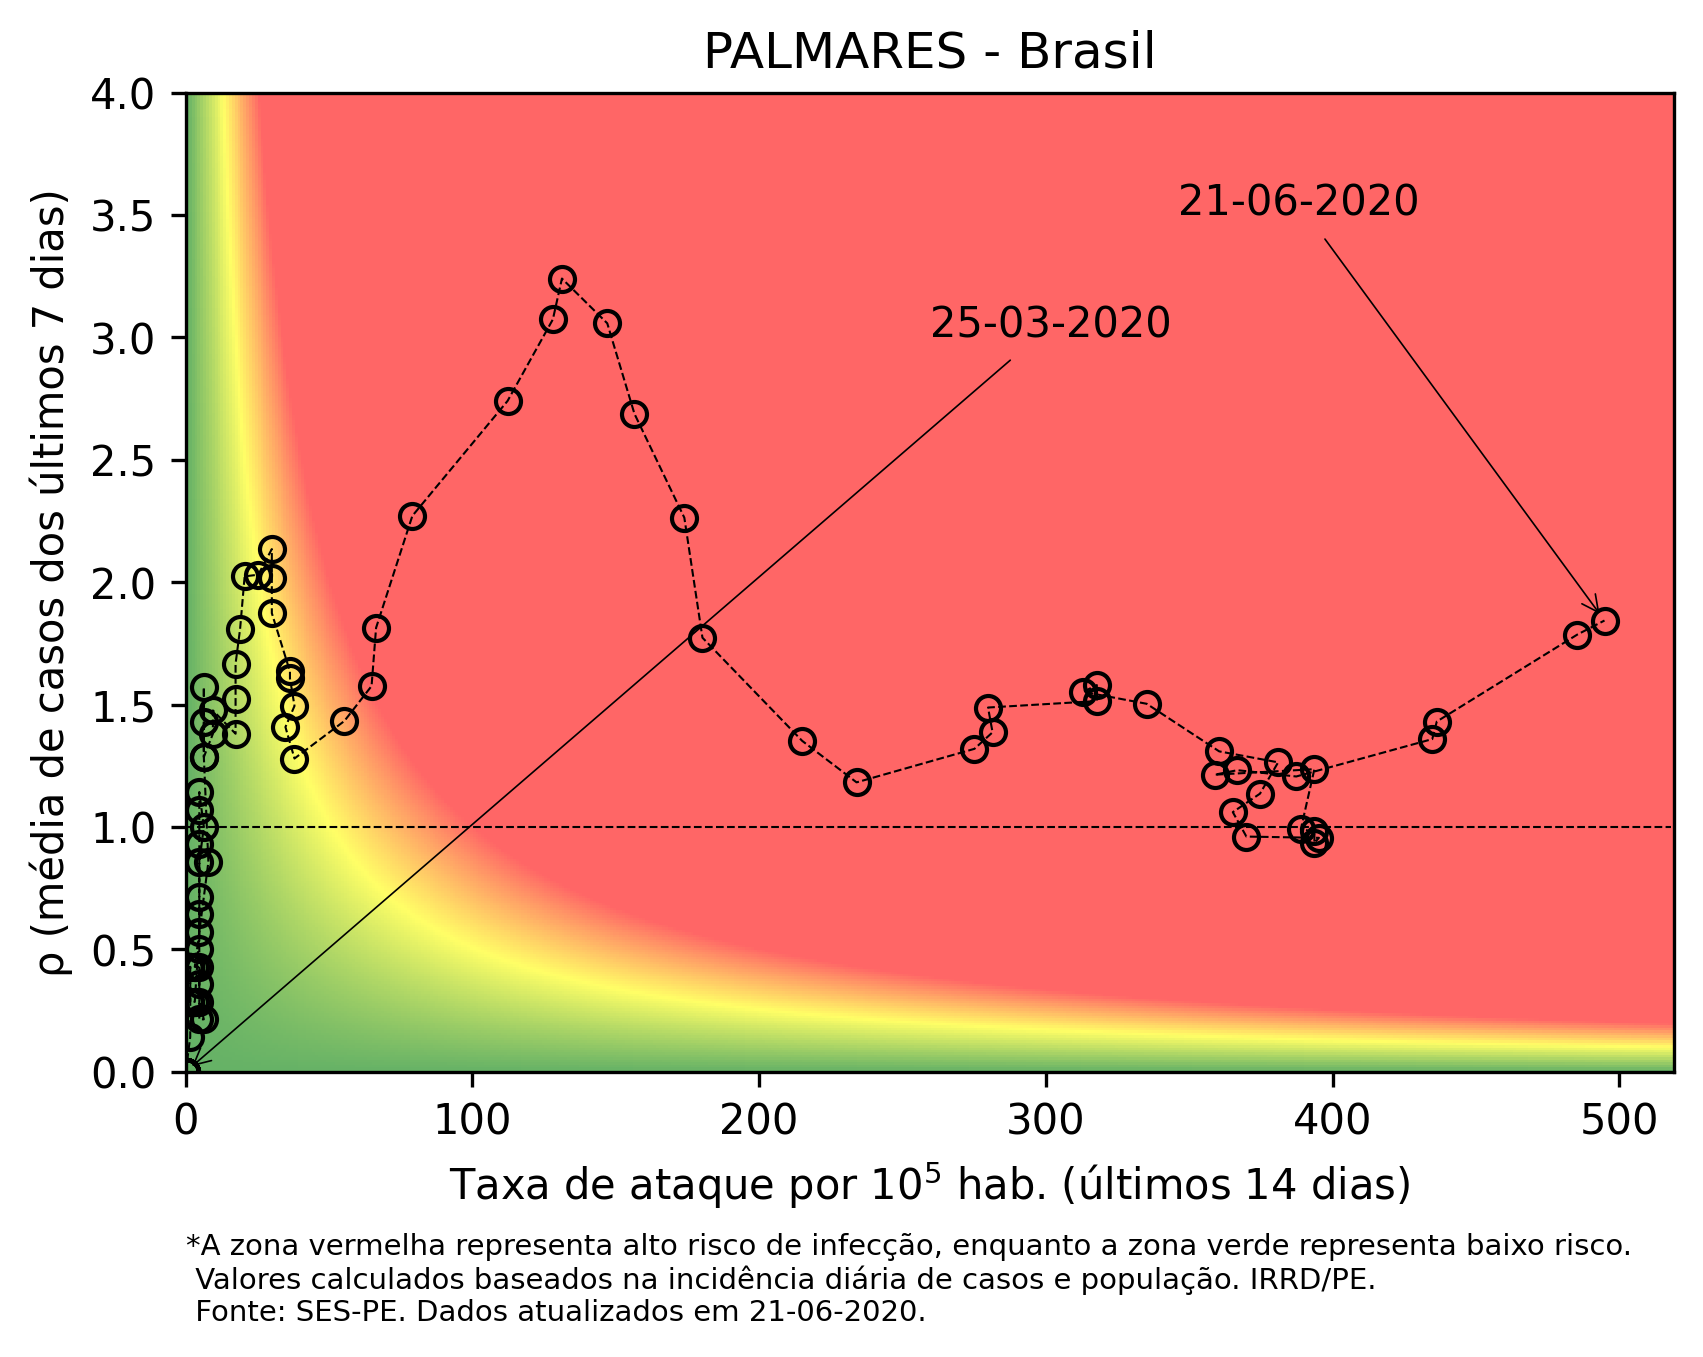 PALMARES - Brasil
4.0
3.5
3.0
2.5
2.0
1.5
1.0
0.5
0.0
ρ (média de casos dos últimos 7 dias)
21-06-2020
25-03-2020
0 100 200 300 400 500
Taxa de ataque por 10⁵ hab. (últimos 14 dias)
*A zona vermelha representa alto risco de infecção, enquanto a zona verde representa baixo risco.
Valores calculados baseados na incidência diária de casos e população. IRRD/PE.
Fonte: SES-PE. Dados atualizados em 21-06-2020.